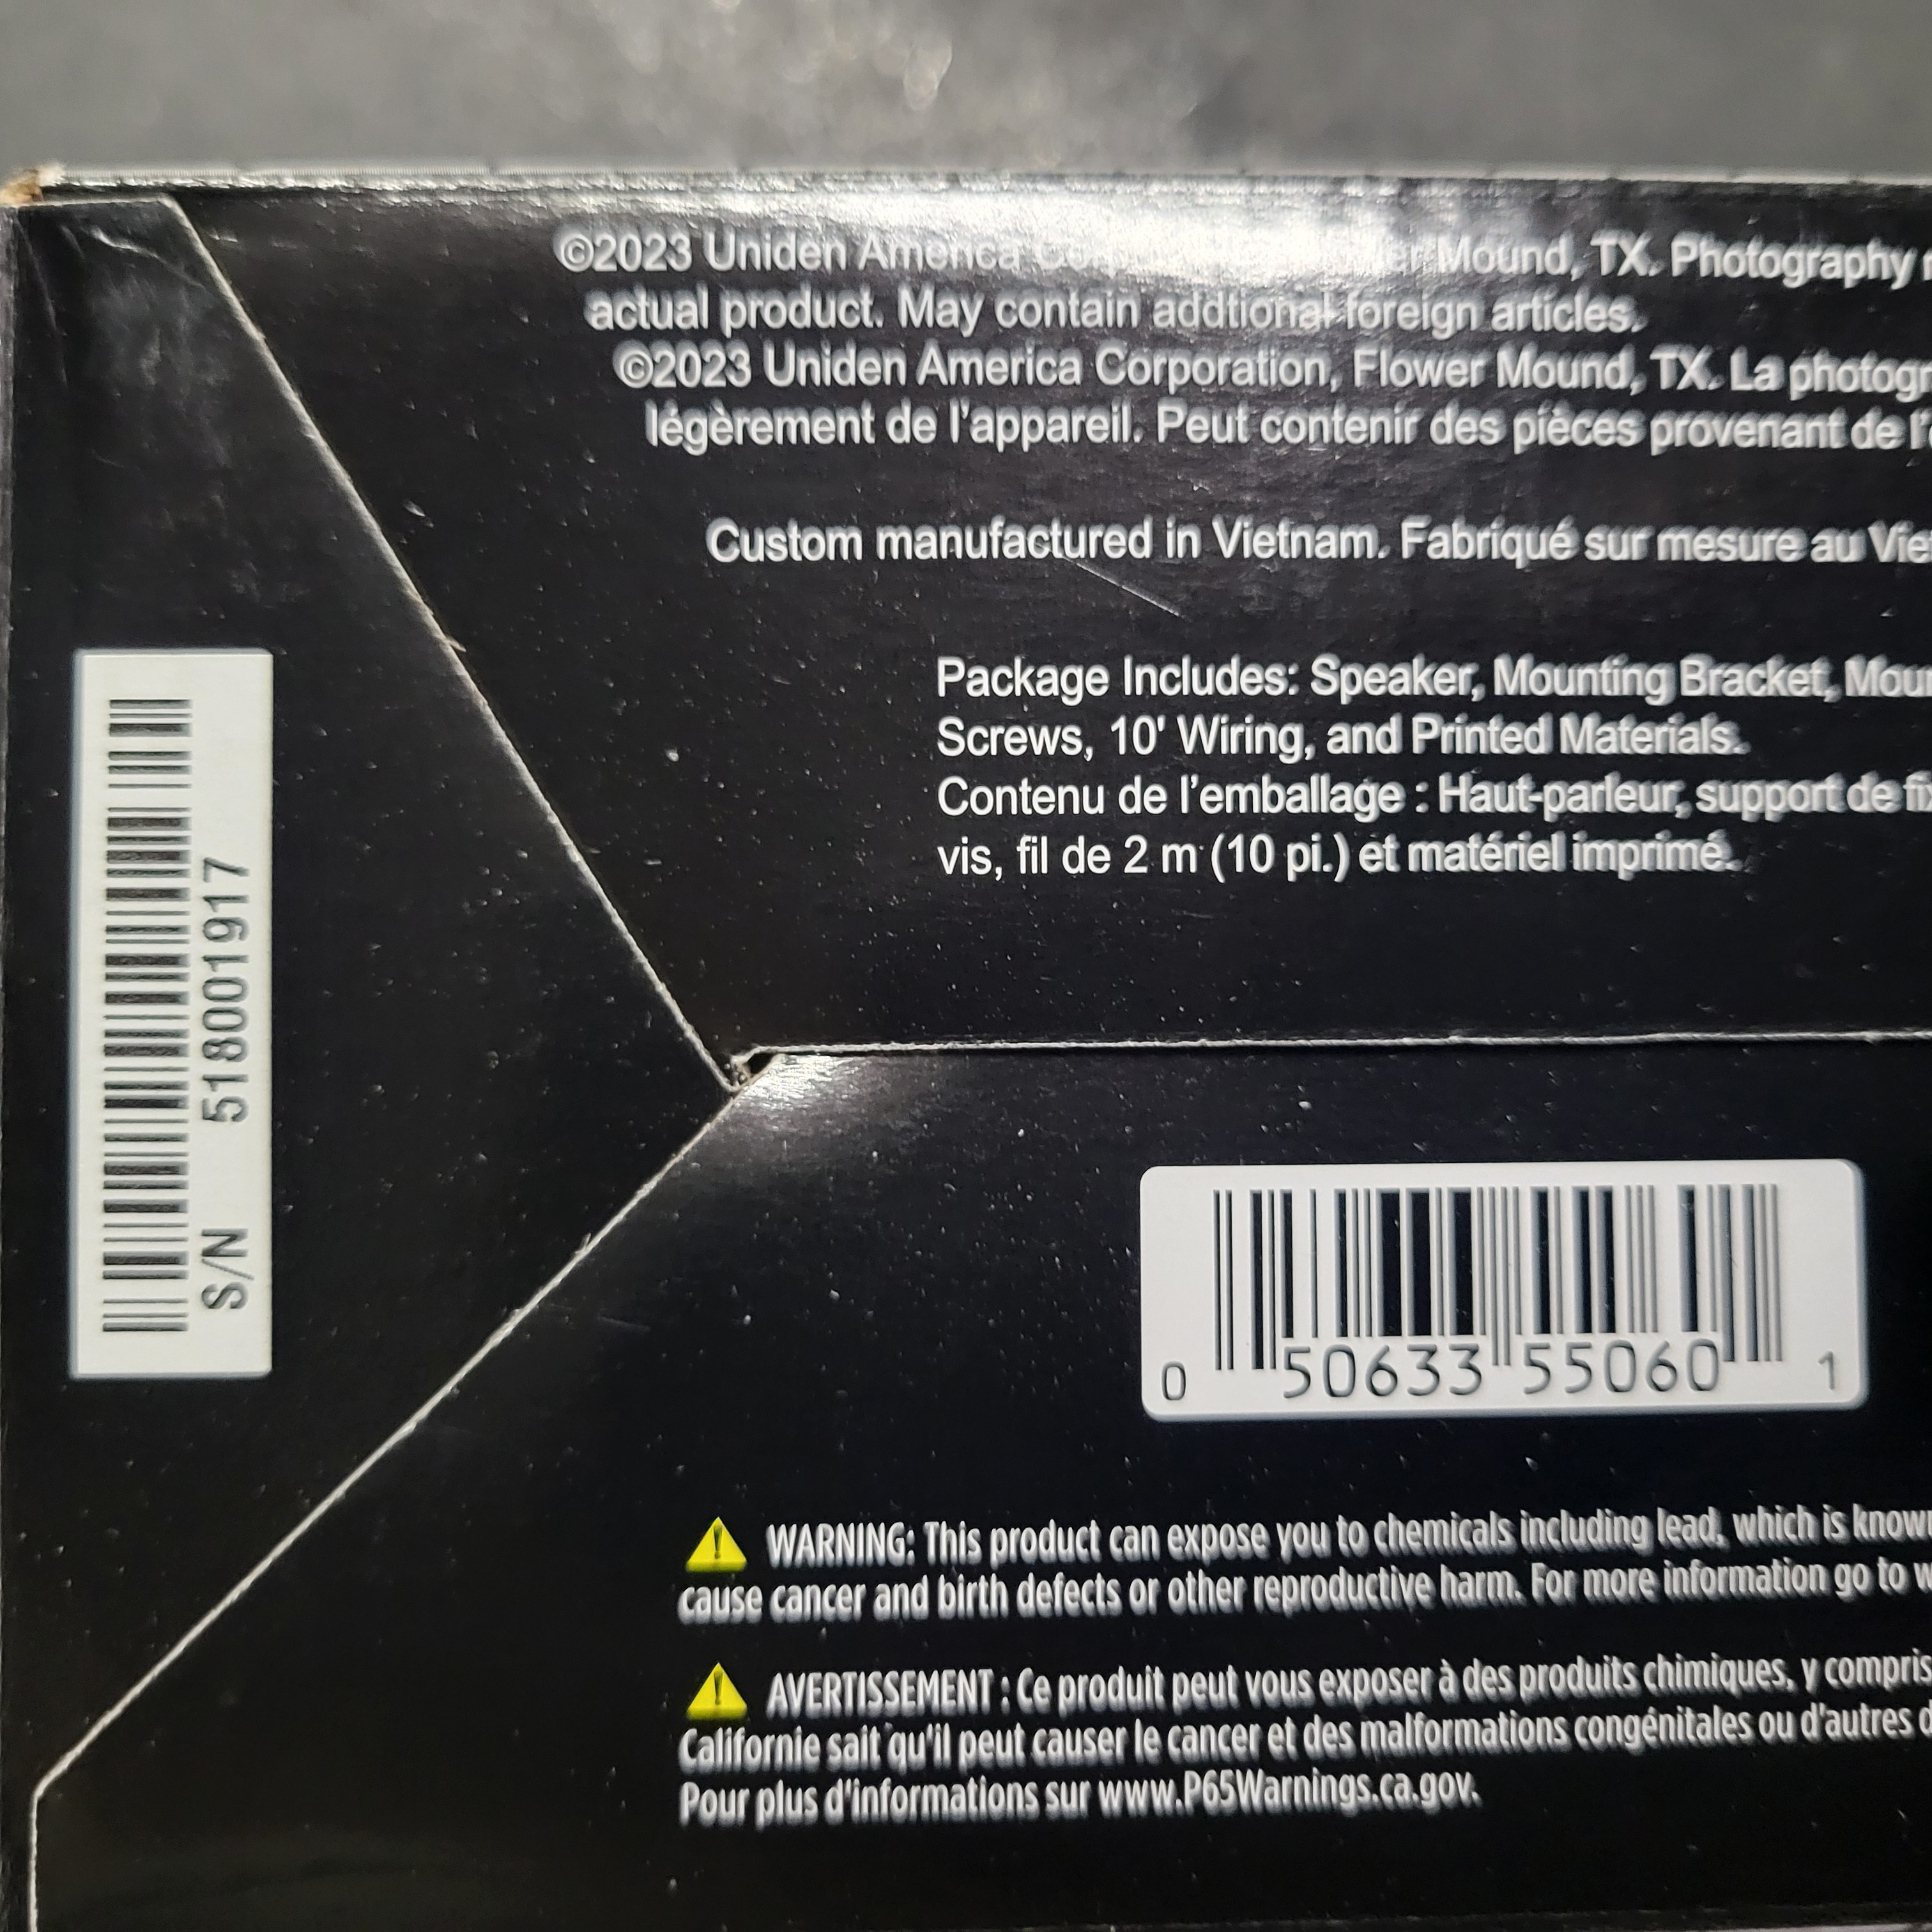 ©2023 Uniden America Mound, TX. Photography
actual product. May contain addtional foreign articles.
©2023 Uniden America Corporation, Flower Mound, TX. La
légèrement de l'appareil. Peut contenir des pièces provenant de
Custom manufactured in Vietnam. Fabriqué sur mesure au
Package Includes: Speaker, Mounting Bracket,
Screws, 10' Wiring, and Printed Materials.
Contenu de l'emballage : Haut-parleur, support de
vis, fil de 2 m (10 pi.) et matériel imprimé.
S/N 518001917
0 50633 55060 1
WARNING: This product can expose you to chemicals including lead, which is
cause cancer and birth defects or other reproductive harm. For more information go to
AVERTISSEMENT : Ce produit peut vous exposer à des produits chimiques, y compris
Californie sait qu'il peut causer le cancer et des malformations congénitales ou d'autres
Pour plus d'informations sur www.P65Warnings.ca.gov.